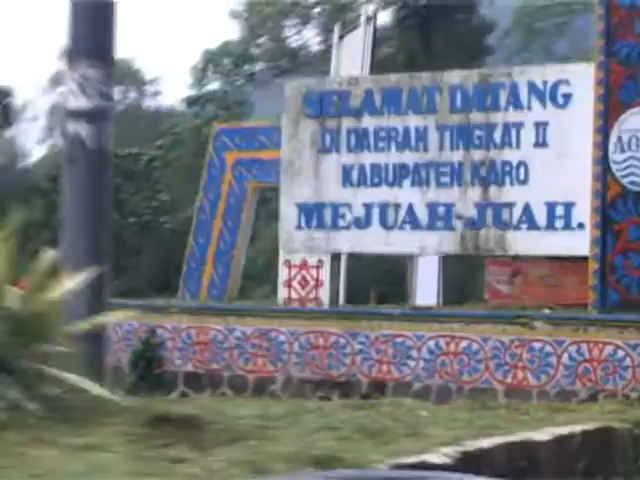 SELAMAT DATANG
DI DAERAH TINGKAT II
KABUPATEN KARO
MEJUAH-JUAH.